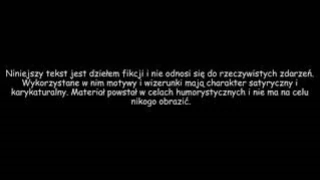 Niniejszy tekst jest dziełem fikcji i nie odnosi się do rzeczywistych zdarzeń.
Wykorzystane w nim motywy i wizerunki mają charakter satyryczny i
karykaturalny. Materiał powstał w celach humorystycznych i nie ma na celu
nikogo obrazić.